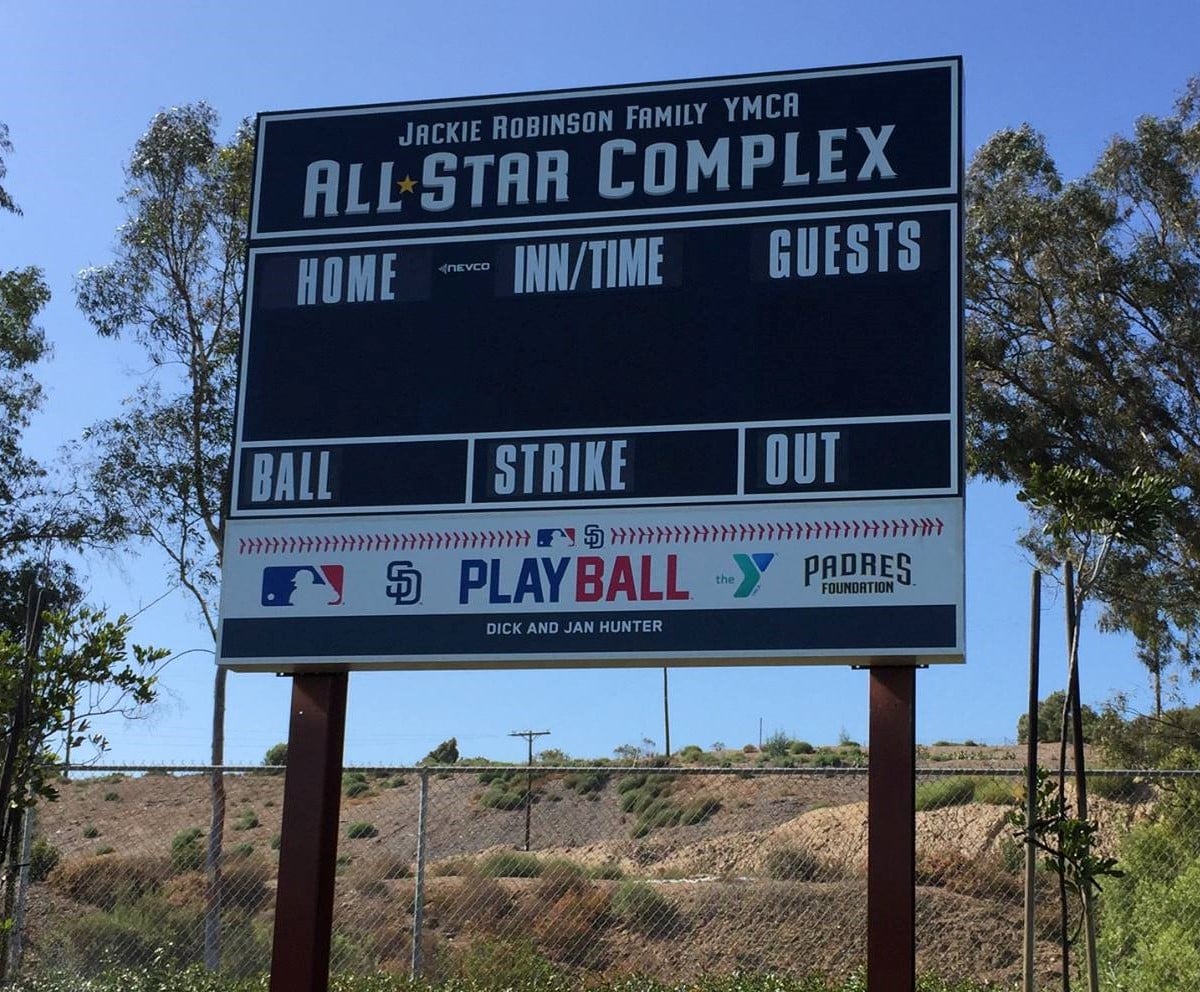 JACKIE ROBINSON FAMILY YMCA
ALL★STAR COMPLEX
HOME NEVCO INN/TIME GUESTS
BALL STRIKE OUT
SD
SD PLAY BALL the Y PADRES
FOUNDATION
DICK AND JAN HUNTER